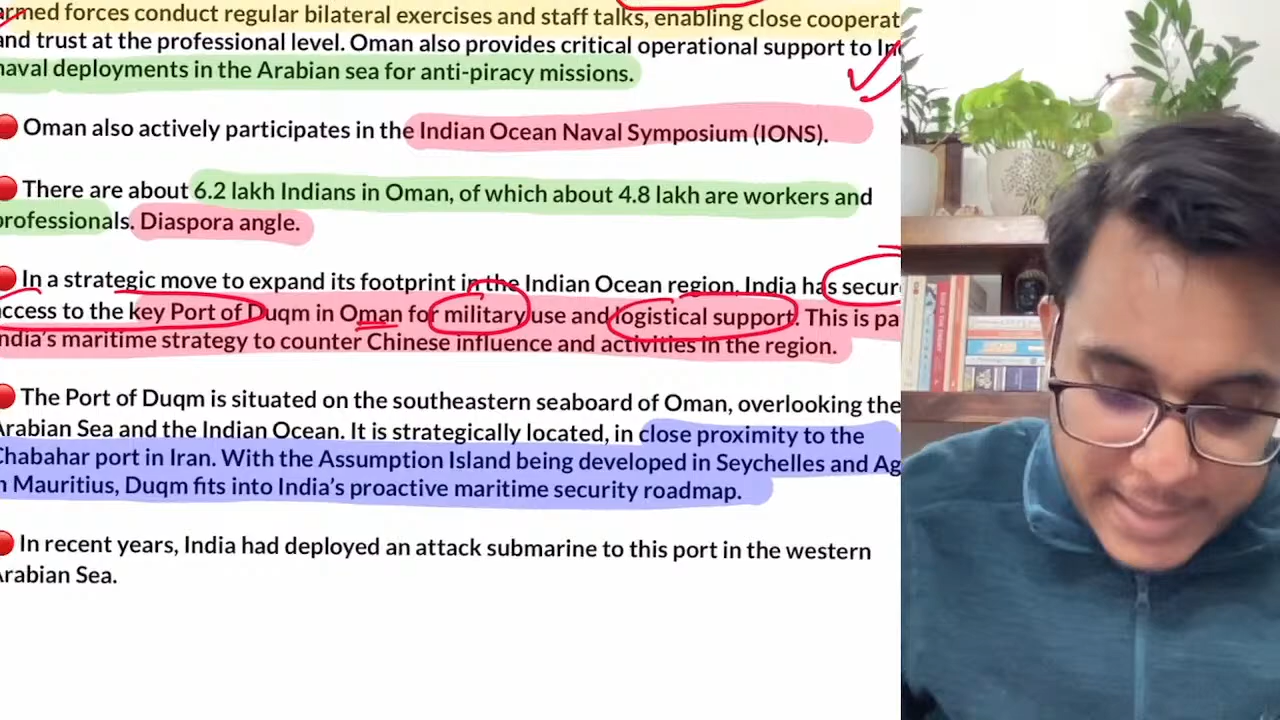 armed forces conduct regular bilateral exercises and staff talks, enabling close cooperat
and trust at the professional level. Oman also provides critical operational support to
naval deployments in the Arabian sea for anti-piracy missions.
Oman also actively participates in the Indian Ocean Naval Symposium (IONS).
There are about 6.2 lakh Indians in Oman, of which about 4.8 lakh are workers and
professionals. Diaspora angle.
In a strategic move to expand its footprint in the Indian Ocean region, India has secur
ccess to the key Port of Duqm in Oman for military use and logistical support. This is pa
ndia's maritime strategy to counter Chinese influence and activities in the region.
The Port of Duqm is situated on the southeastern seaboard of Oman, overlooking the
Arabian Sea and the Indian Ocean. It is strategically located, in close proximity to the
Chabahar port in Iran. With the Assumption Island being developed in Seychelles and Ag
n Mauritius, Duqm fits into India's proactive maritime security roadmap.
In recent years, India had deployed an attack submarine to this port in the western
Arabian Sea.